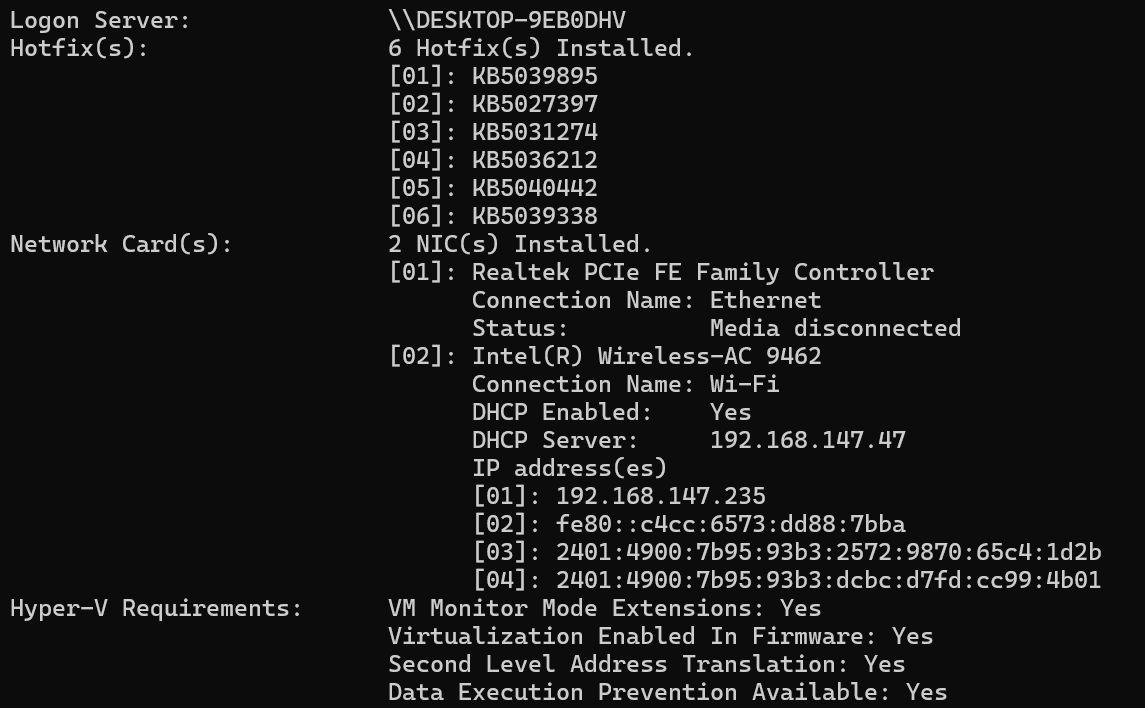 Logon Server:              \\DESKTOP-9EB0DHV
Hotfix(s):                 6 Hotfix(s) Installed.
                           [01]: KB5039895
                           [02]: KB5027397
                           [03]: KB5031274
                           [04]: KB5036212
                           [05]: KB5040442
                           [06]: KB5039338
Network Card(s):           2 NIC(s) Installed.
                           [01]: Realtek PCIe FE Family Controller
                                 Connection Name: Ethernet
                                 Status:          Media disconnected
                           [02]: Intel(R) Wireless-AC 9462
                                 Connection Name: Wi-Fi
                                 DHCP Enabled:    Yes
                                 DHCP Server:     192.168.147.47
                                 IP address(es)
                                 [01]: 192.168.147.235
                                 [02]: fe80::c4cc:6573:dd88:7bba
                                 [03]: 2401:4900:7b95:93b3:2572:9870:65c4:1d2b
                                 [04]: 2401:4900:7b95:93b3:dcbc:d7fd:cc99:4b01
Hyper-V Requirements:      VM Monitor Mode Extensions: Yes
                           Virtualization Enabled In Firmware: Yes
                           Second Level Address Translation: Yes
                           Data Execution Prevention Available: Yes